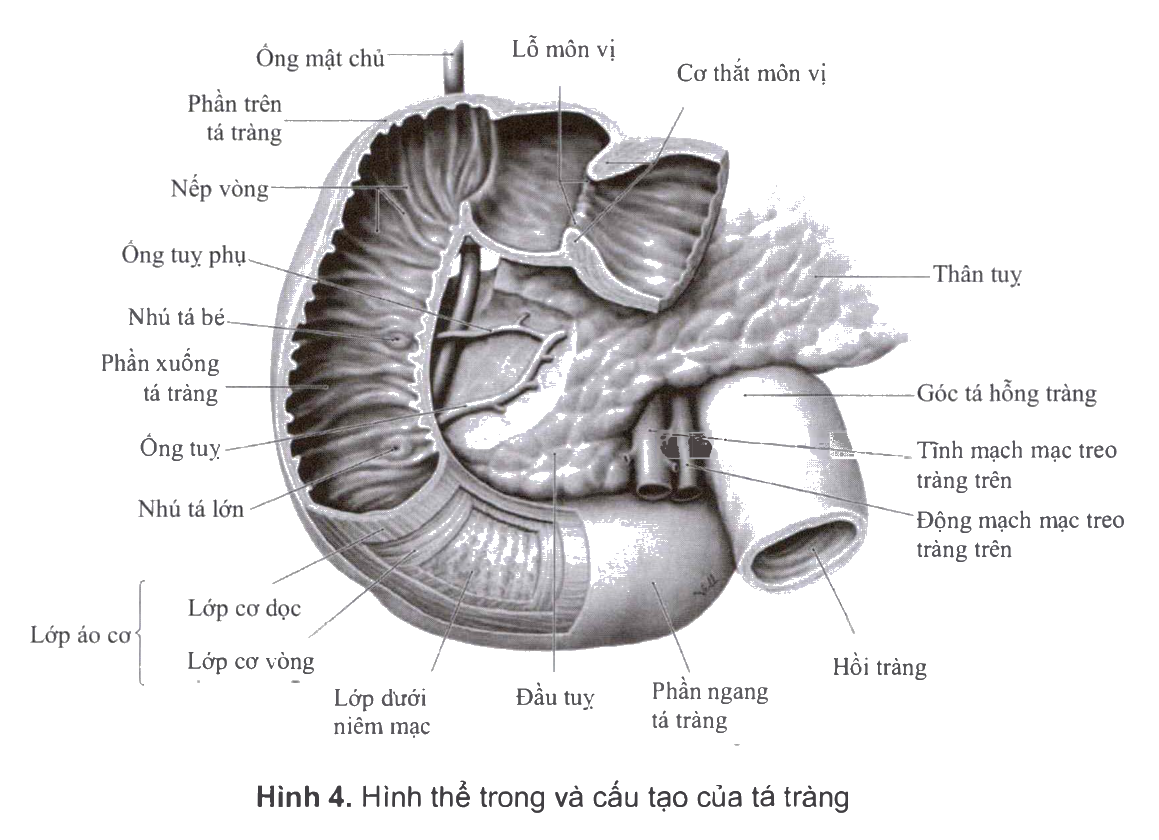 Ống mật chủ
Lỗ môn vị
Cơ thắt môn vị
Phần trên
tá tràng
Nếp vòng
Ống tuỵ phụ
Thân tuỵ
Nhú tá bé
Phần xuống
tá tràng
Góc tá hỗng tràng
Ống tuỵ
Tĩnh mạch mạc treo
tràng trên
Nhú tá lớn
Động mạch mạc treo
tràng trên
Lớp cơ dọc
Lớp áo cơ
Lớp cơ vòng
Hồi tràng
Lớp dưới
niêm mạc
Đầu tuỵ
Phần ngang
tá tràng
Hình 4. Hình thể trong và cấu tạo của tá tràng